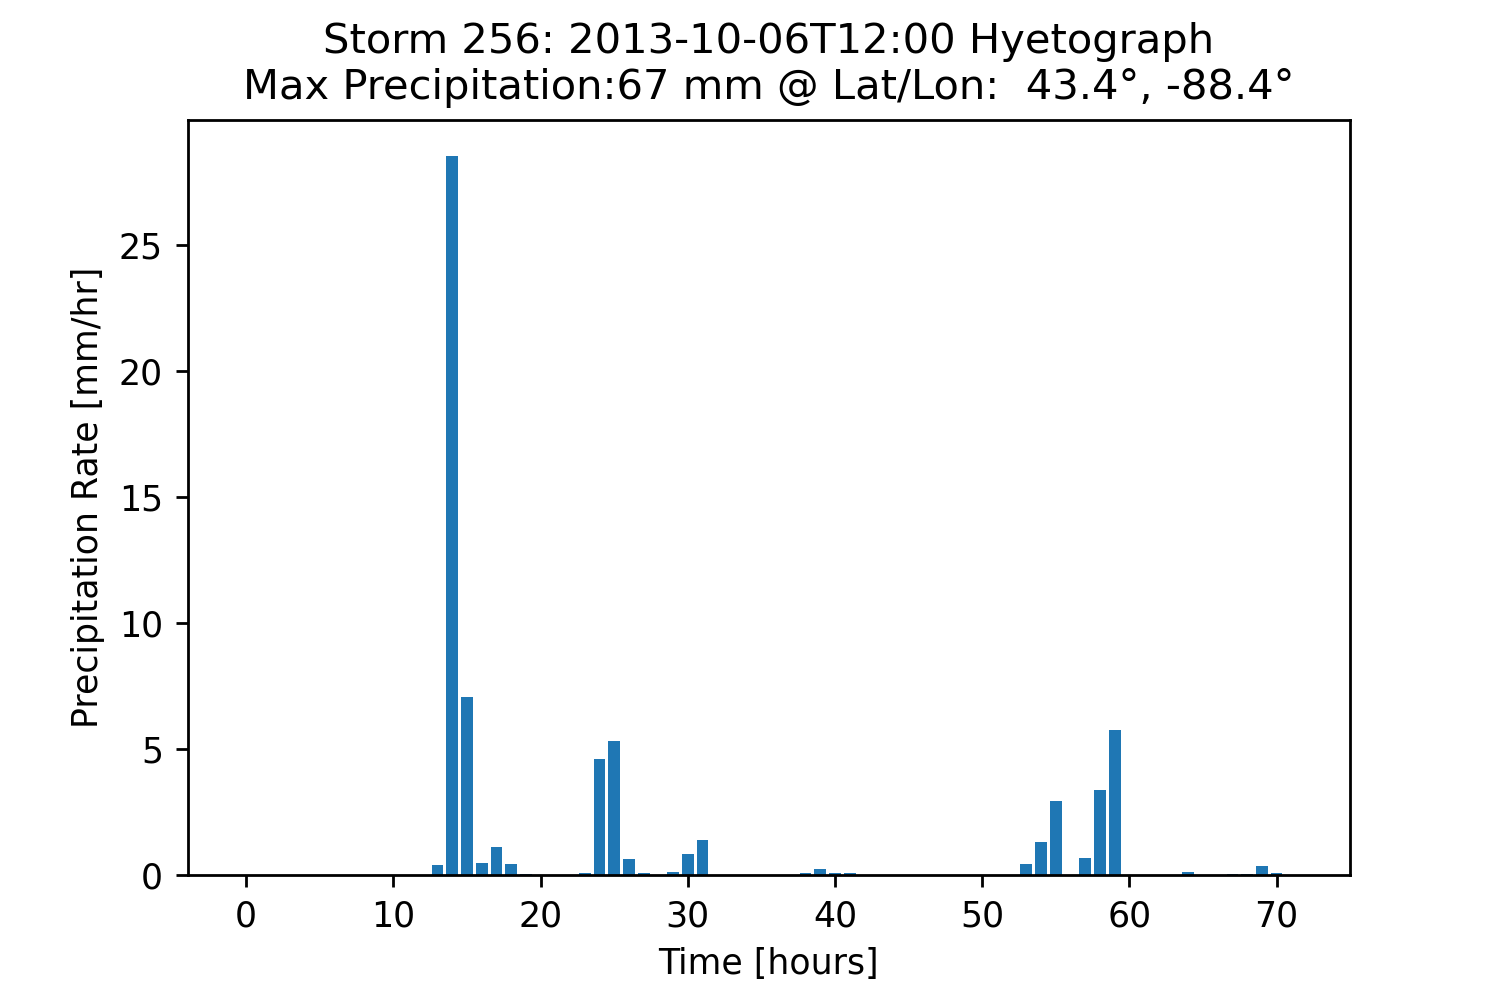 Storm 256: 2013-10-06T12:00 Hyetograph
Max Precipitation:67 mm @ Lat/Lon:  43.4°, -88.4°
Precipitation Rate [mm/hr]
25
20
15
10
5
0
0 10 20 30 40 50 60 70
Time [hours]